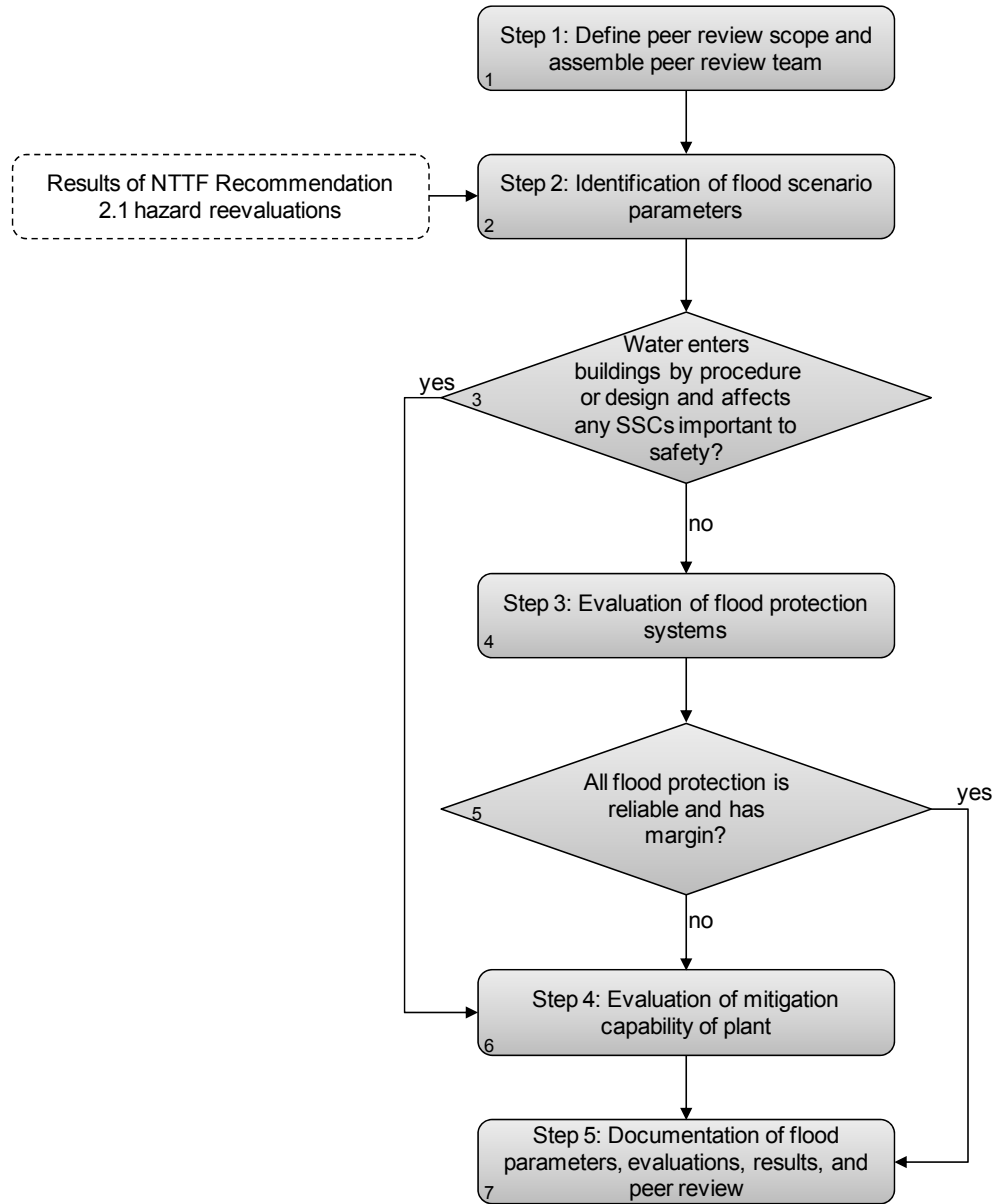 Step 1: Define peer review scope and
assemble peer review team
1
Results of NTTF Recommendation
2.1 hazard reevaluations
Step 2: Identification of flood scenario
parameters
2
Water enters
buildings by procedure
or design and affects
any SSCs important to
safety?
3
yes
no
Step 3: Evaluation of flood protection
systems
4
All flood protection is
reliable and has
margin?
5
yes
no
Step 4: Evaluation of mitigation
capability of plant
6
Step 5: Documentation of flood
parameters, evaluations, results, and
peer review
7